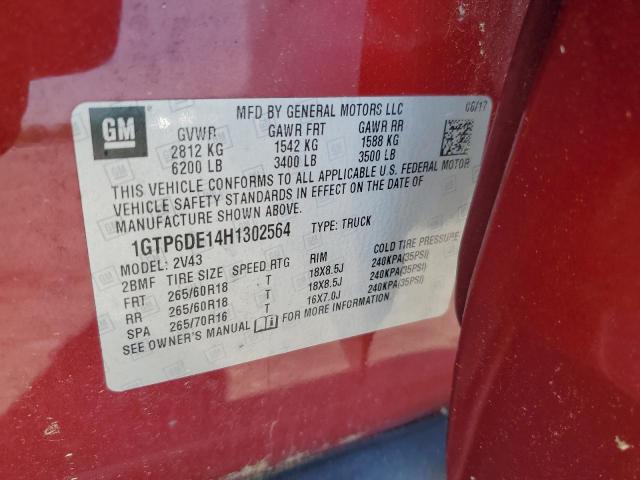 GM
MFD BY GENERAL MOTORS LLC 06/17
GVWR GAWR FRT GAWR RR
2812 KG 1542 KG 1588 KG
6200 LB 3400 LB 3500 LB
THIS VEHICLE CONFORMS TO ALL APPLICABLE U.S. FEDERAL MOTOR
VEHICLE SAFETY STANDARDS IN EFFECT ON THE DATE OF
MANUFACTURE SHOWN ABOVE.
1GTP6DE14H1302564 TYPE: TRUCK
MODEL: 2V43
2BMF TIRE SIZE SPEED RTG RIM COLD TIRE PRESSURE
FRT 265/60R18 T 18X8.5J 240KPA(35PSI)
RR 265/60R18 T 18X8.5J 240KPA(35PSI)
SPA 265/70R16 T 16X7.0J 240KPA(35PSI)
SEE OWNER'S MANUAL FOR MORE INFORMATION